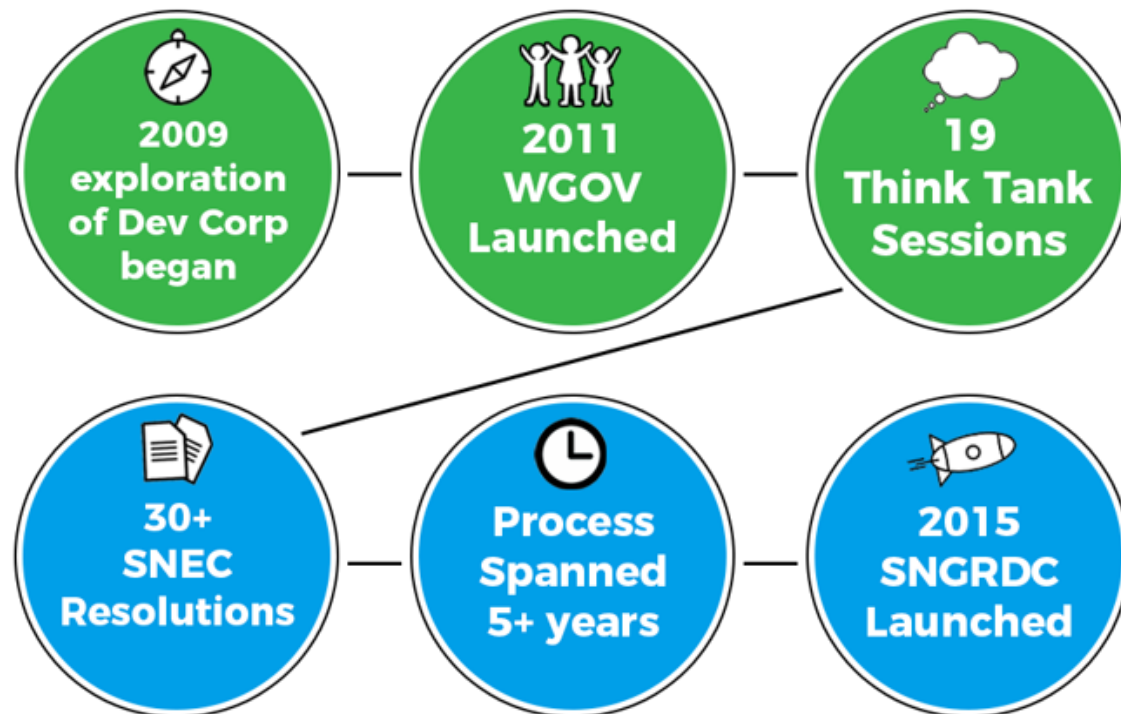 2009
exploration
of Dev Corp
began
2011
WGOV
Launched
19
Think Tank
Sessions
30+
SNEC
Resolutions
Process
Spanned
5+ years
2015
SNGRDC
Launched